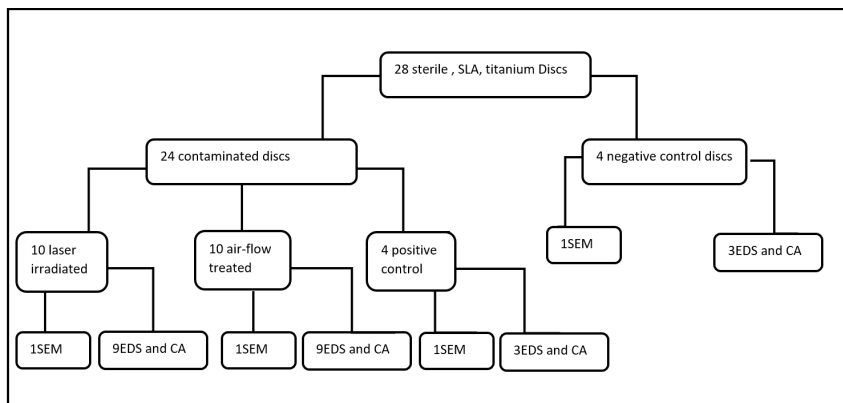 28 sterile , SLA, titanium Discs
24 contaminated discs
4 negative control discs
10 laser
irradiated
10 air-flow
treated
4 positive
control
1SEM
3EDS and CA
1SEM
9EDS and CA
1SEM
9EDS and CA
1SEM
3EDS and CA